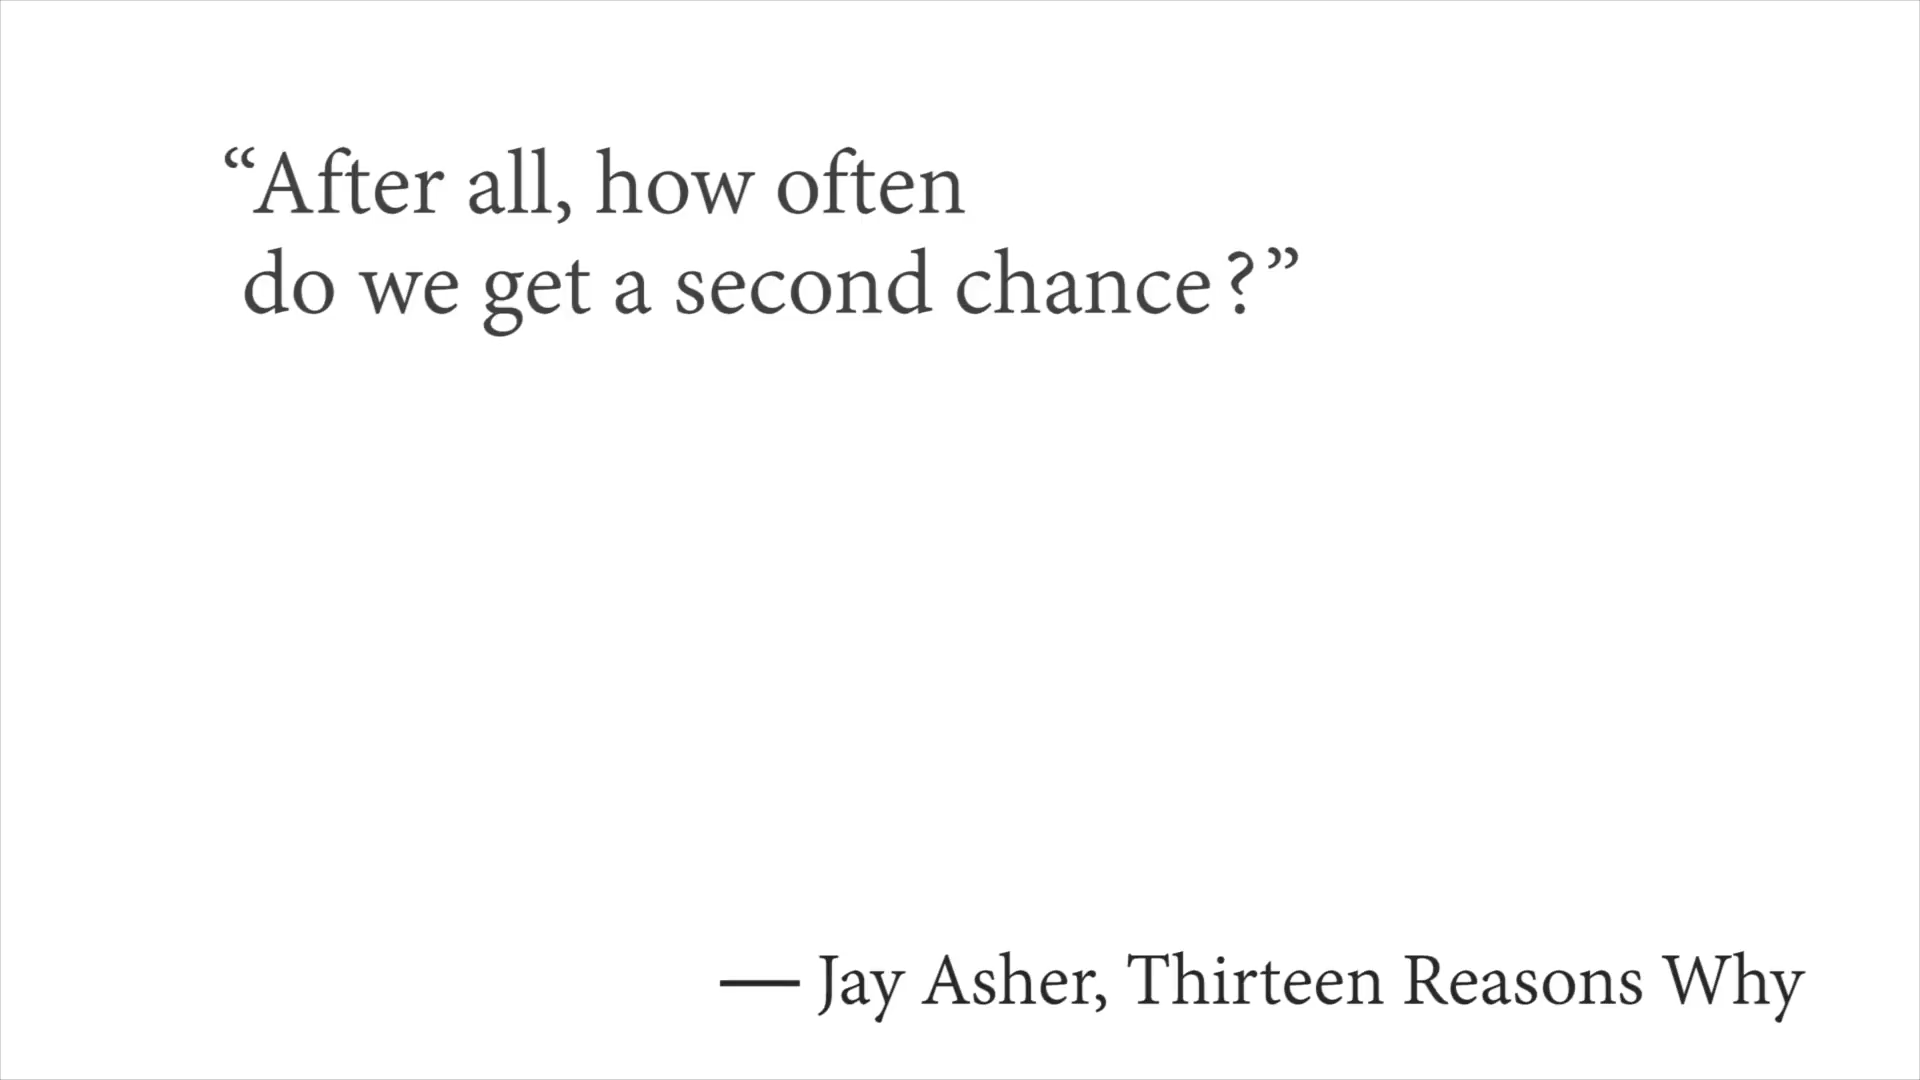 “After all, how often
do we get a second chance?”
— Jay Asher, Thirteen Reasons Why